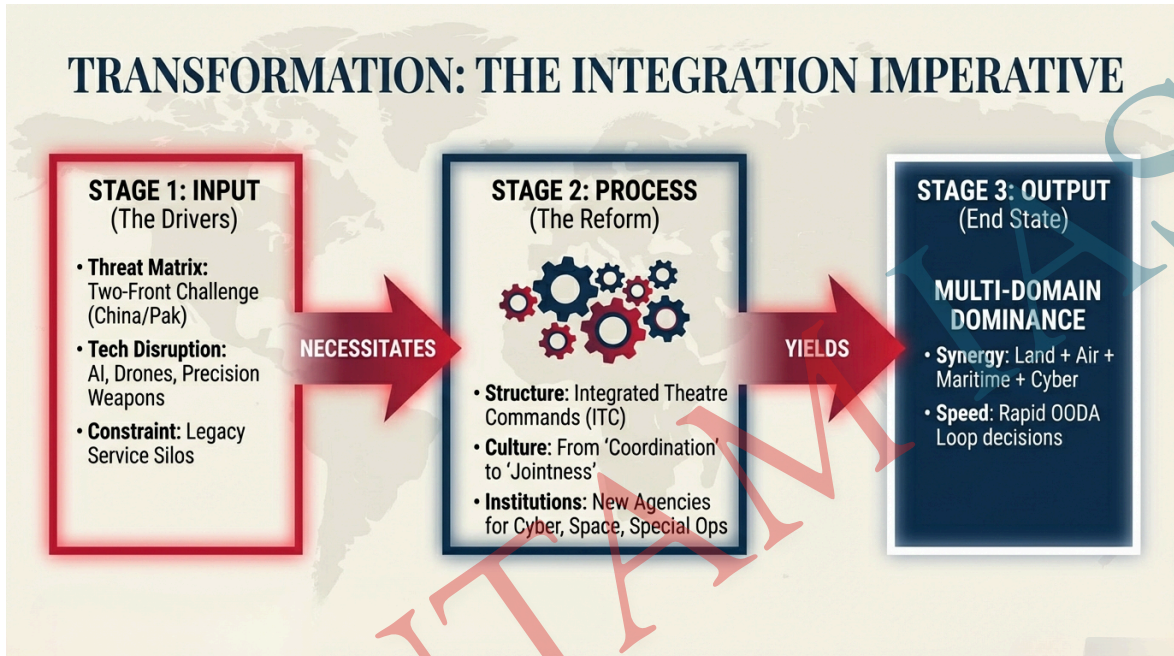 TRANSFORMATION: THE INTEGRATION IMPERATIVE
STAGE 1: INPUT
(The Drivers)
• Threat Matrix:
Two-Front Challenge
(China/Pak)
• Tech Disruption:
AI, Drones, Precision
Weapons
• Constraint: Legacy
Service Silos
NECESSITATES
STAGE 2: PROCESS
(The Reform)
• Structure: Integrated Theatre
Commands (ITC)
• Culture: From ‘Coordination’
to ‘Jointness’
• Institutions: New Agencies
for Cyber, Space, Special Ops
YIELDS
STAGE 3: OUTPUT
(End State)
MULTI-DOMAIN
DOMINANCE
• Synergy: Land + Air +
Maritime + Cyber
• Speed: Rapid OODA
Loop decisions
TAM IAS